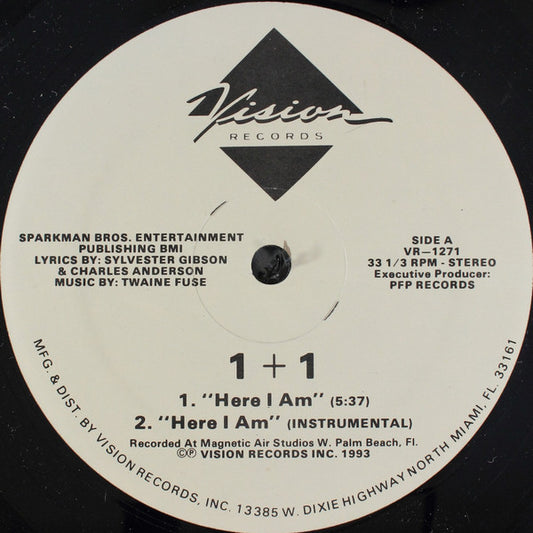 Vision
RECORDS
SPARKMAN BROS. ENTERTAINMENT
PUBLISHING BMI
LYRICS BY: SYLVESTER GIBSON
& CHARLES ANDERSON
MUSIC BY: TWAINE FUSE
SIDE A
VR—1271
33 1/3 RPM - STEREO
Executive Producer:
PFP RECORDS
1 + 1
1. "Here I Am" (5:37)
2. "Here I Am" (INSTRUMENTAL)
Recorded At Magnetic Air Studios W. Palm Beach, Fl.
©℗ VISION RECORDS INC. 1993
MFG. & DIST. BY VISION RECORDS, INC. 13385 W. DIXIE HIGHWAY NORTH MIAMI, FL. 33161